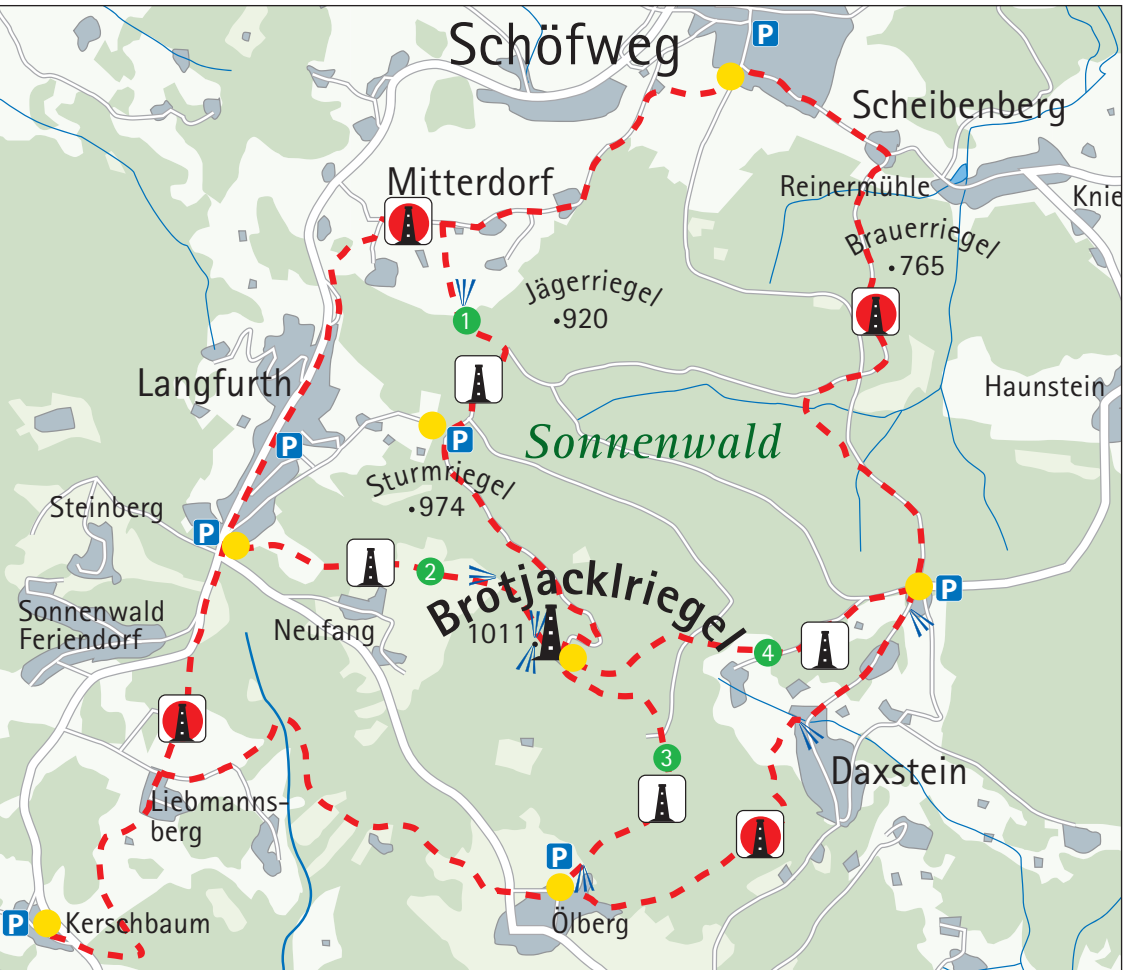 Schöfweg
P
Scheibenberg
Mitterdorf
Reinermühle
Knie
Brauerriegel
•765
Jägerriegel
•920
1
Langfurth
Haunstein
P
P
Sonnenwald
Sturmriegel
•974
Steinberg
P
2
Brotjacklriegel
1011
P
Sonnenwald
Feriendorf
Neufang
4
3
Daxstein
Liebmanns-
berg
P
P
Kerschbaum
Ölberg